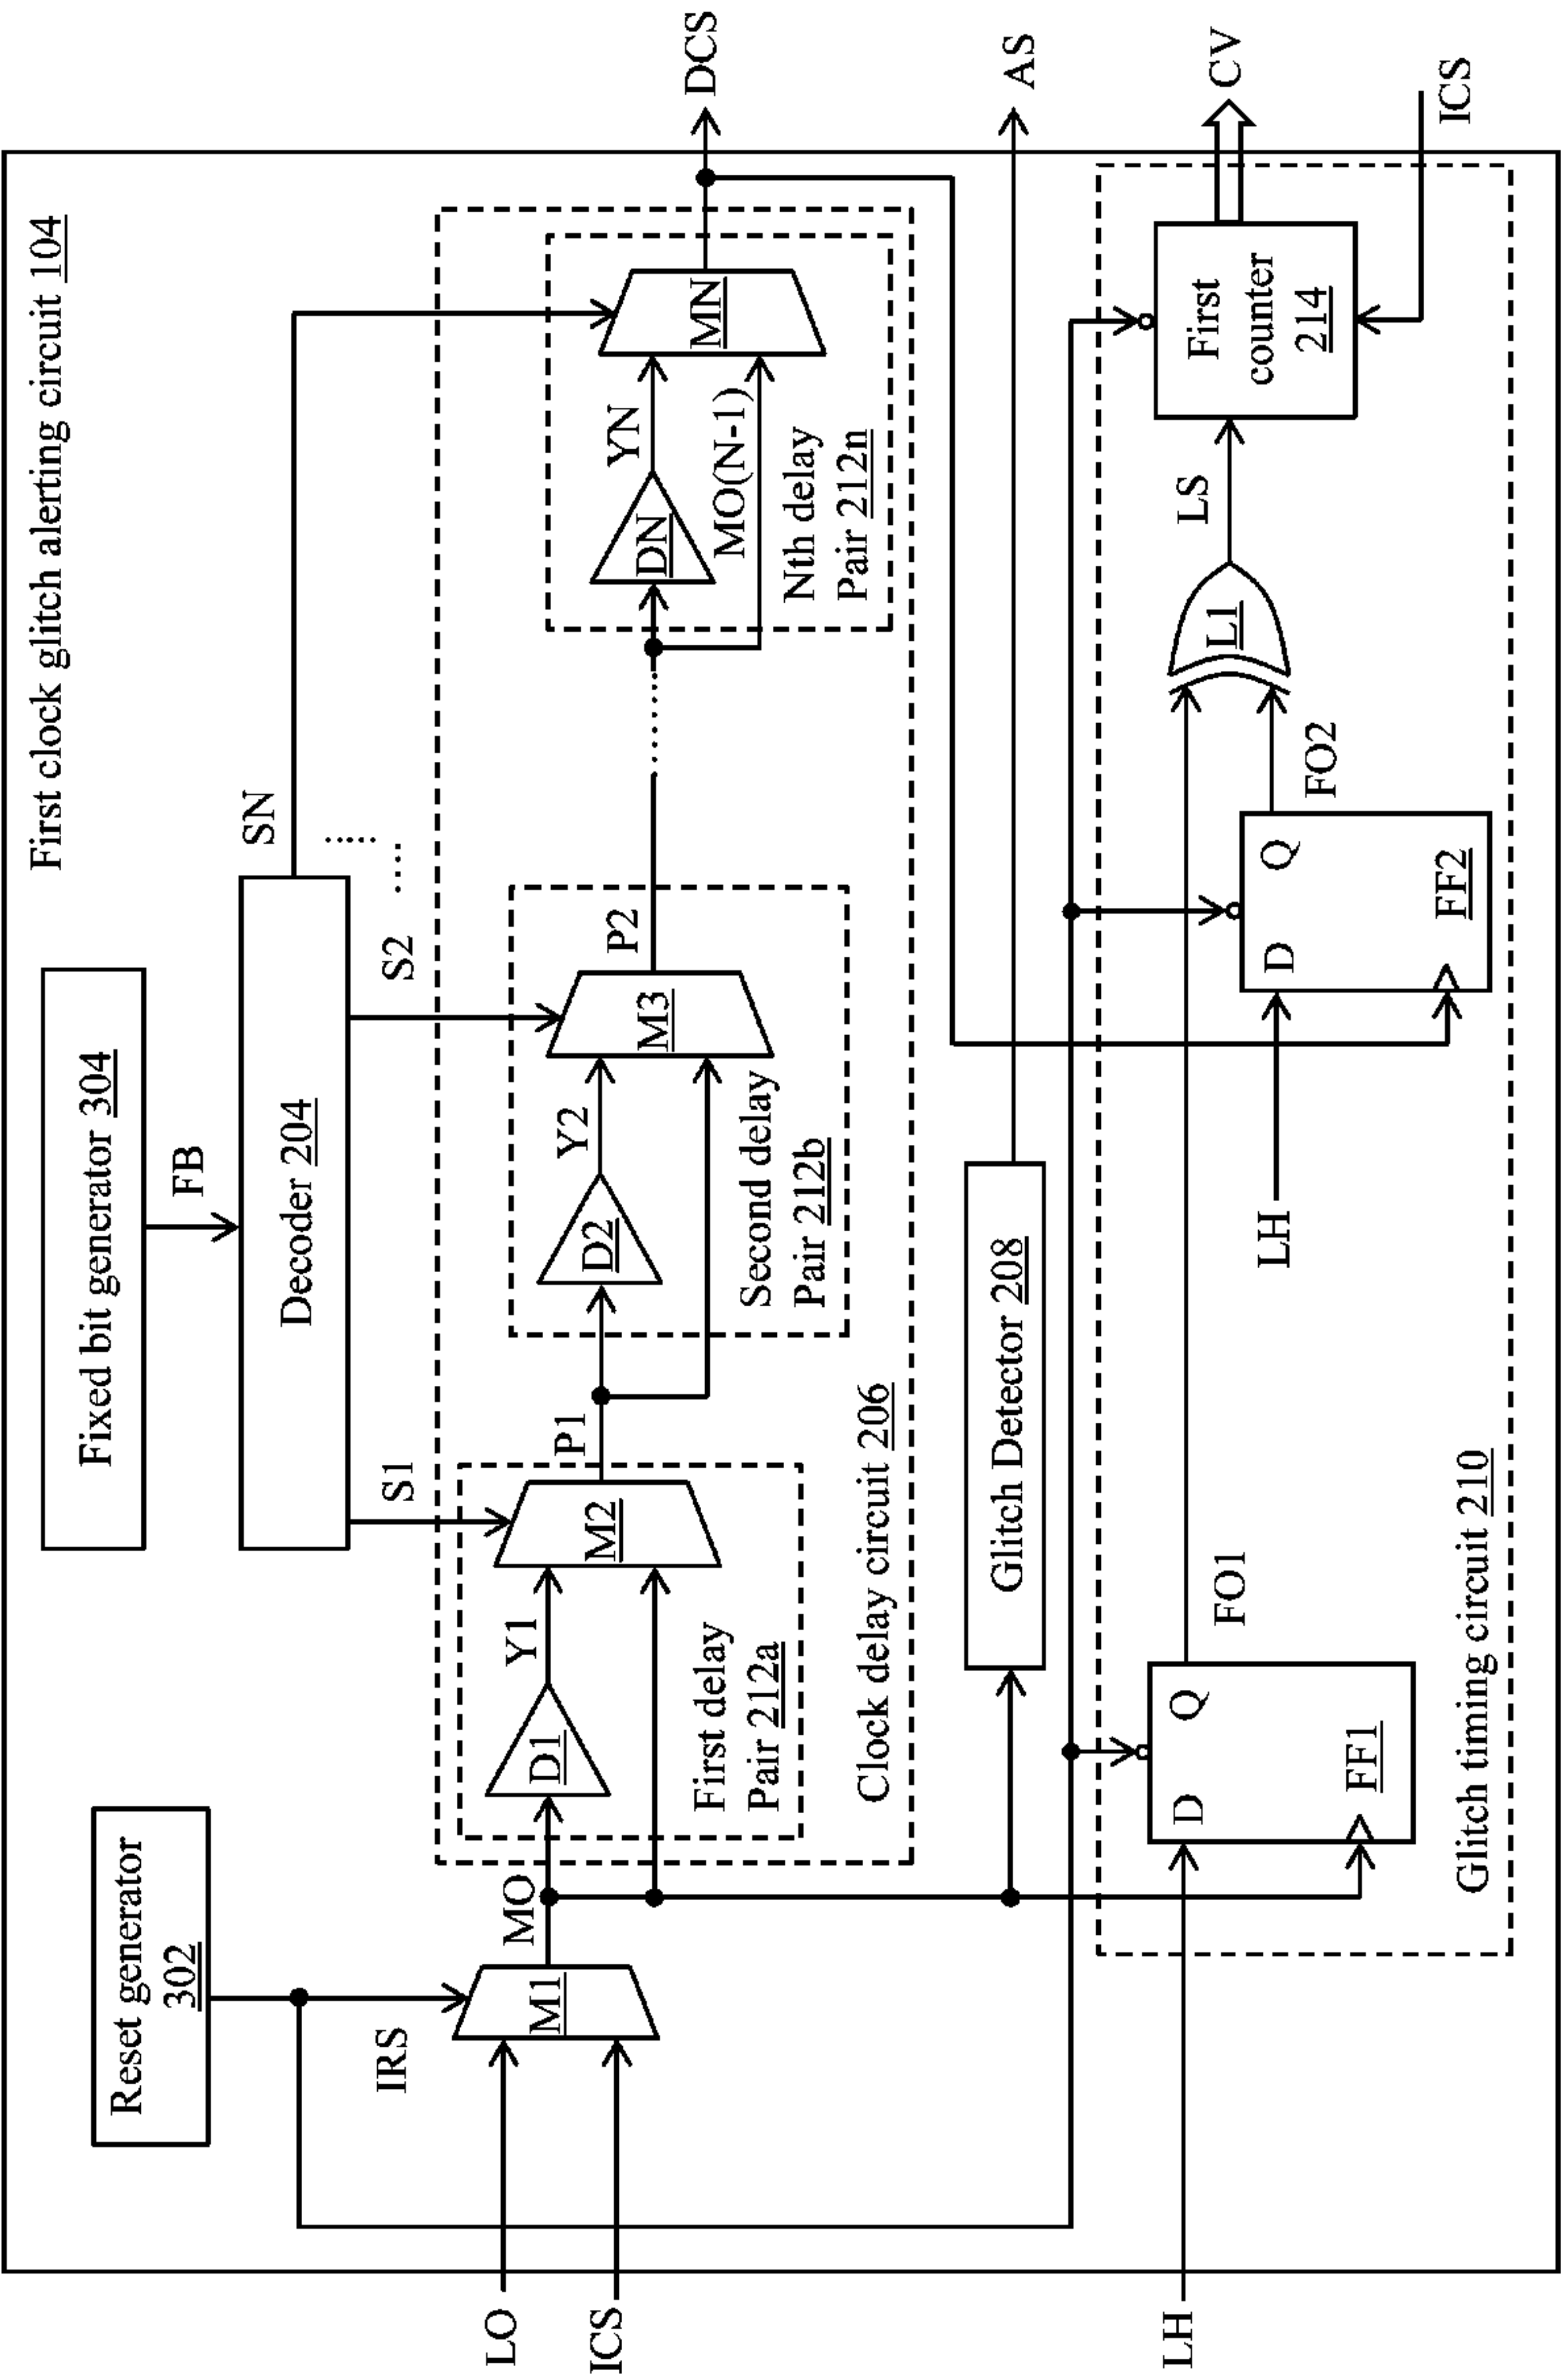 First clock glitch alerting circuit 104
Reset generator
302
Fixed bit generator 304
FB
Decoder 204
IRS
S1
S2
SN
LO
ICS
M1
MO
D1
Y1
M2
P1
D2
Y2
M3
P2
DN
YN
MO(N-1)
MN
DCS
First delay
Pair 212a
Second delay
Pair 212b
Nth delay
Pair 212n
Clock delay circuit 206
Glitch Detector 208
AS
LH
D
Q
FF1
FO1
LH
D
Q
FF2
FO2
L1
LS
First
counter
214
CV
ICS
Glitch timing circuit 210